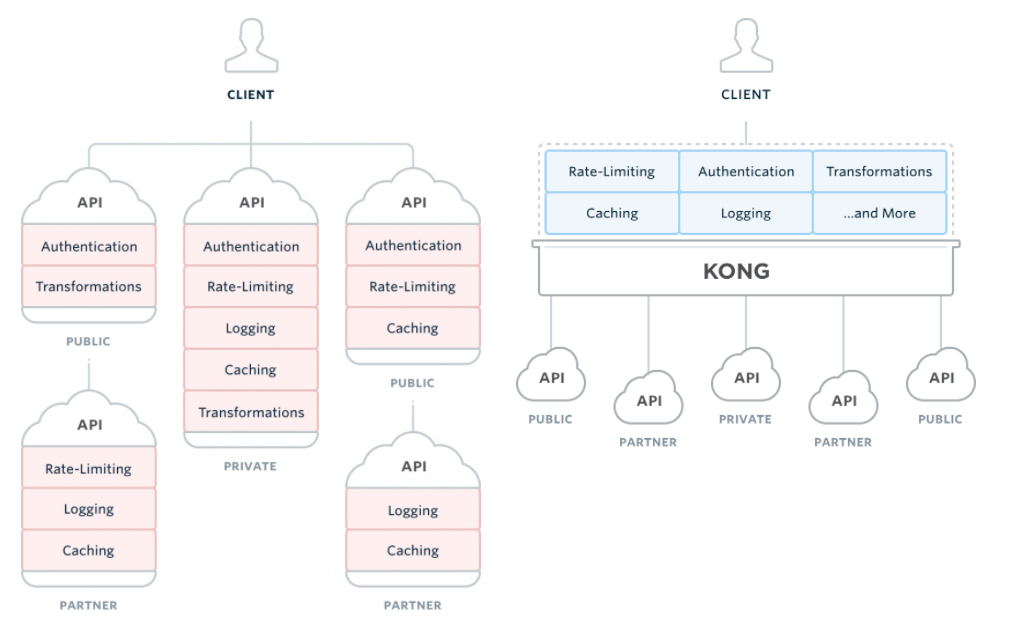 CLIENT
API
Authentication
Transformations
PUBLIC
API
Rate-Limiting
Logging
Caching
PARTNER
API
Authentication
Rate-Limiting
Logging
Caching
Transformations
PRIVATE
API
Authentication
Rate-Limiting
Caching
PUBLIC
API
Logging
Caching
PARTNER
CLIENT
Rate-Limiting
Authentication
Transformations
Caching
Logging
...and More
KONG
API
PUBLIC
API
PARTNER
API
PRIVATE
API
PARTNER
API
PUBLIC